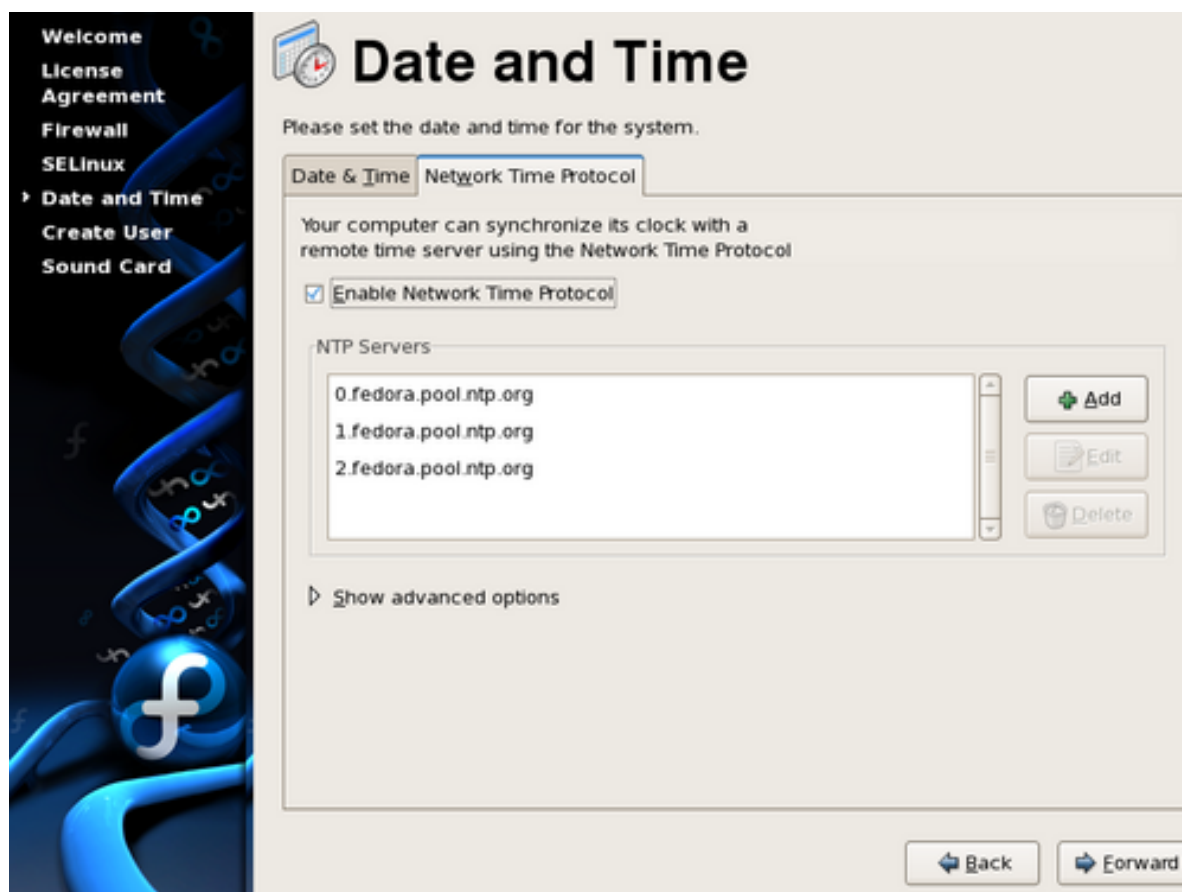 Welcome
License
Agreement
Firewall
SELinux
Date and Time
Create User
Sound Card
Date and Time
Please set the date and time for the system.
Date & Time
Network Time Protocol
Your computer can synchronize its clock with a
remote time server using the Network Time Protocol
Enable Network Time Protocol
NTP Servers
0.fedora.pool.ntp.org
1.fedora.pool.ntp.org
2.fedora.pool.ntp.org
Add
Edit
Delete
Show advanced options
Back
Forward